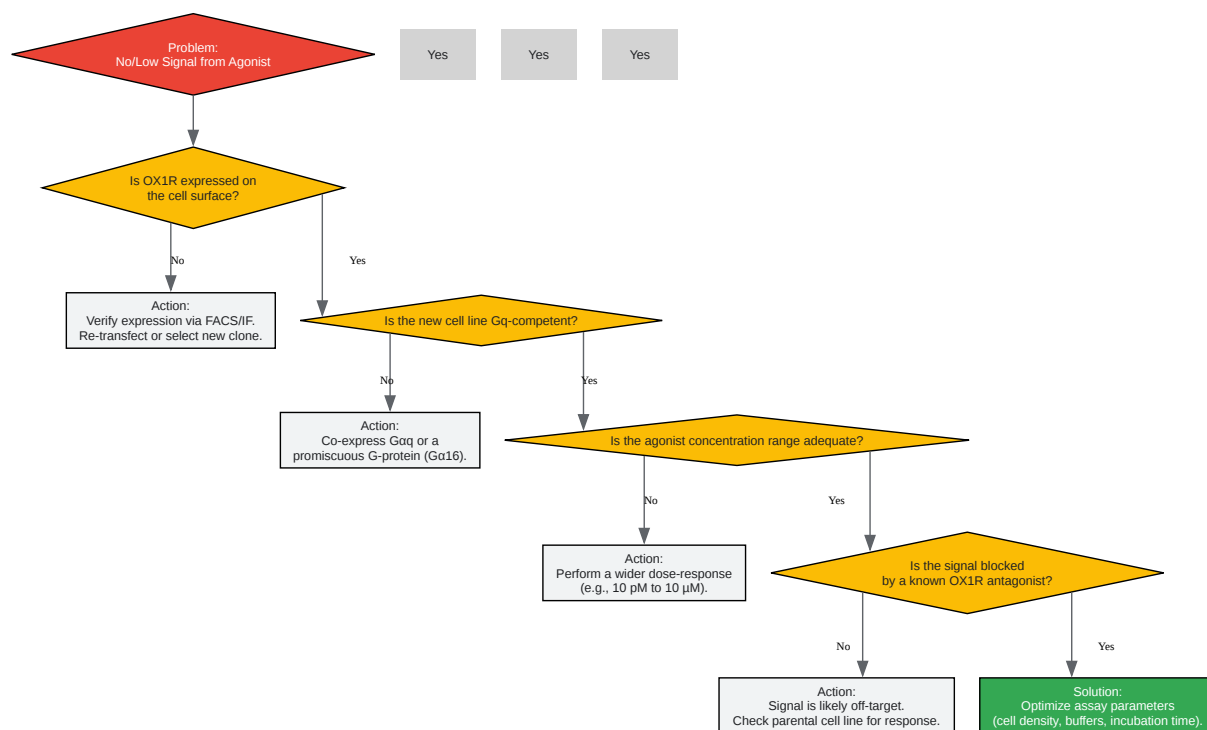 Problem:
No/Low Signal from Agonist
Yes
Yes
Yes
Is OX1R expressed on
the cell surface?
No
Yes
Action:
Verify expression via FACS/IF.
Re-transfect or select new clone.
Is the new cell line Gq-competent?
No
Yes
Action:
Co-express Gαq or a
promiscuous G-protein (Gα16).
Is the agonist concentration range adequate?
No
Yes
Action:
Perform a wider dose-response
(e.g., 10 pM to 10 µM).
Is the signal blocked
by a known OX1R antagonist?
No
Yes
Action:
Signal is likely off-target.
Check parental cell line for response.
Solution:
Optimize assay parameters
(cell density, buffers, incubation time).